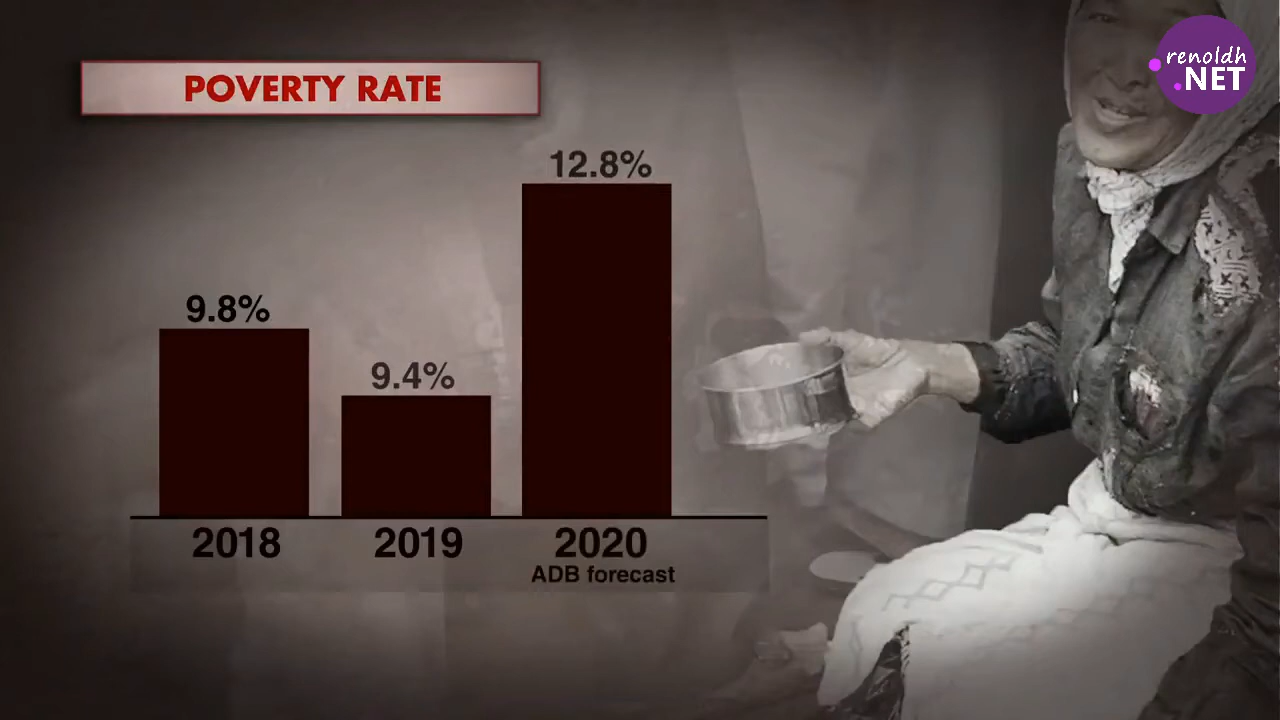 renoldh
.NET
POVERTY RATE
12.8%
9.8%
9.4%
2018 2019 2020
ADB forecast